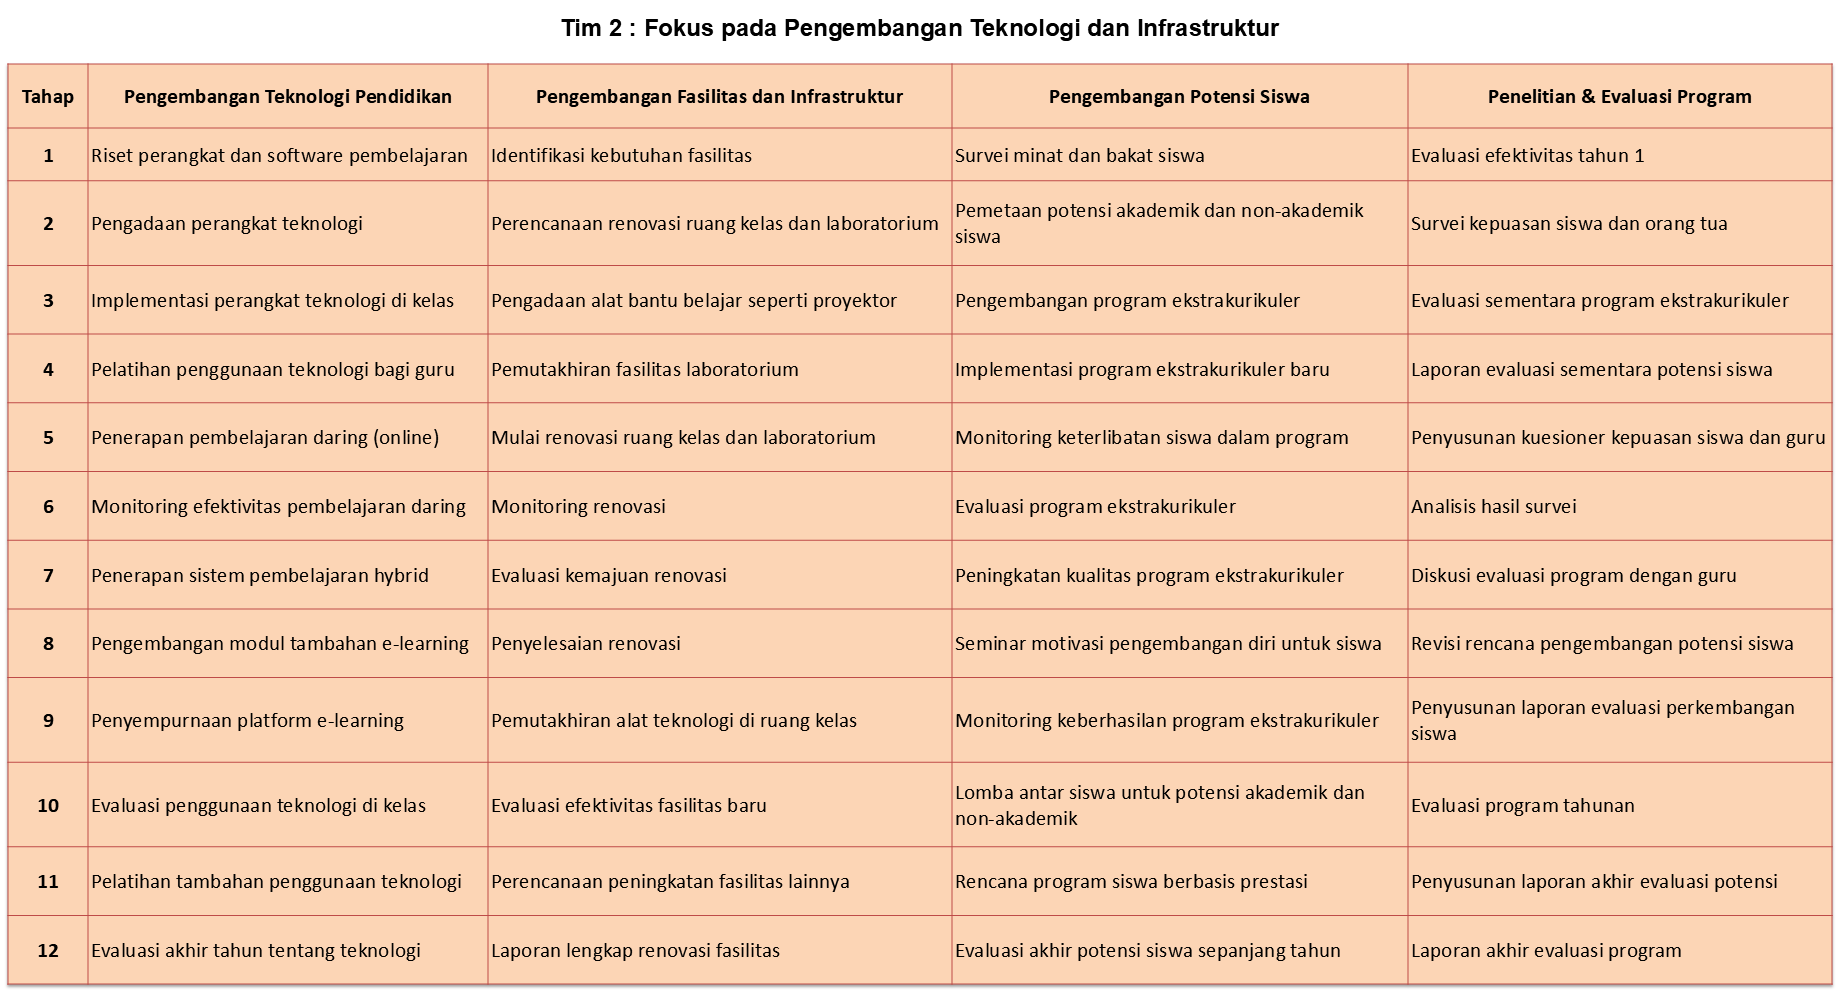 Tim 2 : Fokus pada Pengembangan Teknologi dan Infrastruktur
Tahap Pengembangan Teknologi Pendidikan Pengembangan Fasilitas dan Infrastruktur Pengembangan Potensi Siswa Penelitian & Evaluasi Program
1 Riset perangkat dan software pembelajaran Identifikasi kebutuhan fasilitas Survei minat dan bakat siswa Evaluasi efektivitas tahun 1
2 Pengadaan perangkat teknologi Perencanaan renovasi ruang kelas dan laboratorium Pemetaan potensi akademik dan non-akademik
siswa Survei kepuasan siswa dan orang tua
3 Implementasi perangkat teknologi di kelas Pengadaan alat bantu belajar seperti proyektor Pengembangan program ekstrakurikuler Evaluasi sementara program ekstrakurikuler
4 Pelatihan penggunaan teknologi bagi guru Pemutakhiran fasilitas laboratorium Implementasi program ekstrakurikuler baru Laporan evaluasi sementara potensi siswa
5 Penerapan pembelajaran daring (online) Mulai renovasi ruang kelas dan laboratorium Monitoring keterlibatan siswa dalam program Penyusunan kuesioner kepuasan siswa dan guru
6 Monitoring efektivitas pembelajaran daring Monitoring renovasi Evaluasi program ekstrakurikuler Analisis hasil survei
7 Penerapan sistem pembelajaran hybrid Evaluasi kemajuan renovasi Peningkatan kualitas program ekstrakurikuler Diskusi evaluasi program dengan guru
8 Pengembangan modul tambahan e-learning Penyelesaian renovasi Seminar motivasi pengembangan diri untuk siswa Revisi rencana pengembangan potensi siswa
9 Penyempurnaan platform e-learning Pemutakhiran alat teknologi di ruang kelas Monitoring keberhasilan program ekstrakurikuler Penyusunan laporan evaluasi perkembangan
siswa
10 Evaluasi penggunaan teknologi di kelas Evaluasi efektivitas fasilitas baru Lomba antar siswa untuk potensi akademik dan
non-akademik Evaluasi program tahunan
11 Pelatihan tambahan penggunaan teknologi Perencanaan peningkatan fasilitas lainnya Rencana program siswa berbasis prestasi Penyusunan laporan akhir evaluasi potensi
12 Evaluasi akhir tahun tentang teknologi Laporan lengkap renovasi fasilitas Evaluasi akhir potensi siswa sepanjang tahun Laporan akhir evaluasi program